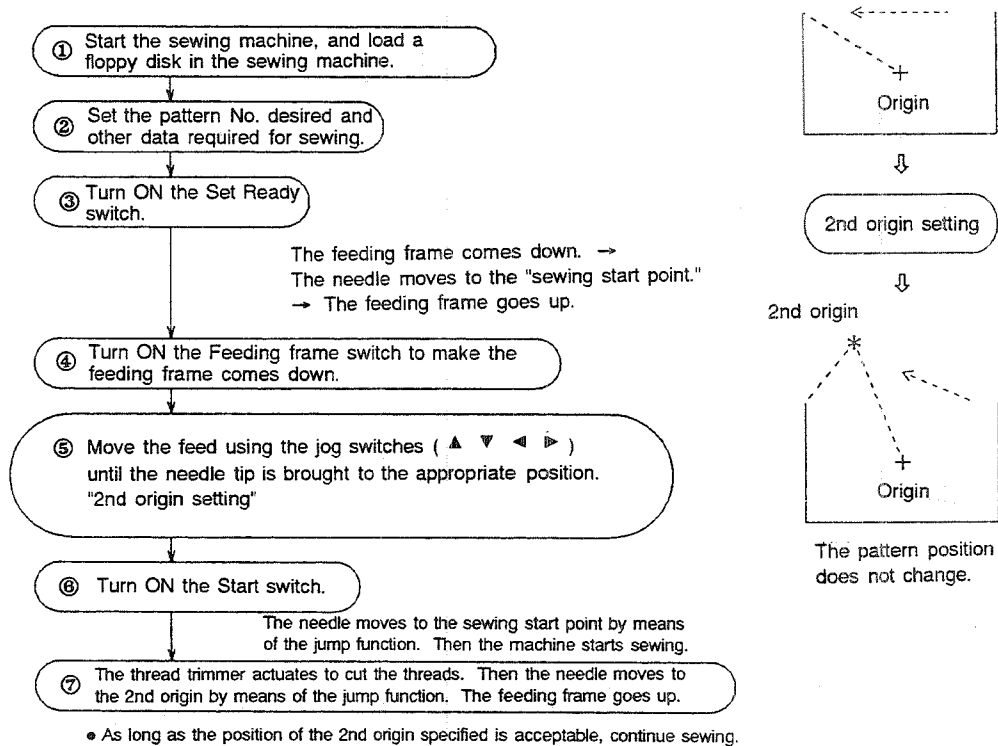 ① Start the sewing machine, and load a
floppy disk in the sewing machine.
② Set the pattern No. desired and
other data required for sewing.
③ Turn ON the Set Ready
switch.
The feeding frame comes down. →
The needle moves to the "sewing start point."
→ The feeding frame goes up.
④ Turn ON the Feeding frame switch to make the
feeding frame comes down.
⑤ Move the feed using the jog switches ( ▲ ▼ ◀ ▶ )
until the needle tip is brought to the appropriate position.
"2nd origin setting"
⑥ Turn ON the Start switch.
The needle moves to the sewing start point by means
of the jump function. Then the machine starts sewing.
⑦ The thread trimmer actuates to cut the threads. Then the needle moves to
the 2nd origin by means of the jump function. The feeding frame goes up.
● As long as the position of the 2nd origin specified is acceptable, continue sewing.
Origin
2nd origin setting
2nd origin
Origin
The pattern position
does not change.